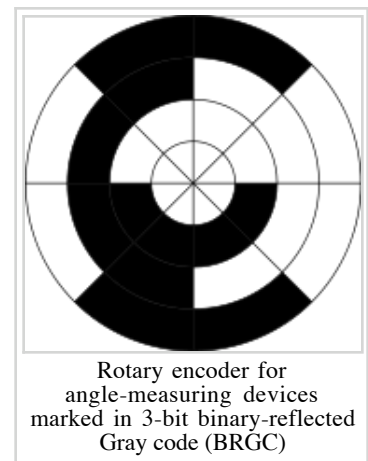 Rotary encoder for
angle-measuring devices
marked in 3-bit binary-reflected
Gray code (BRGC)